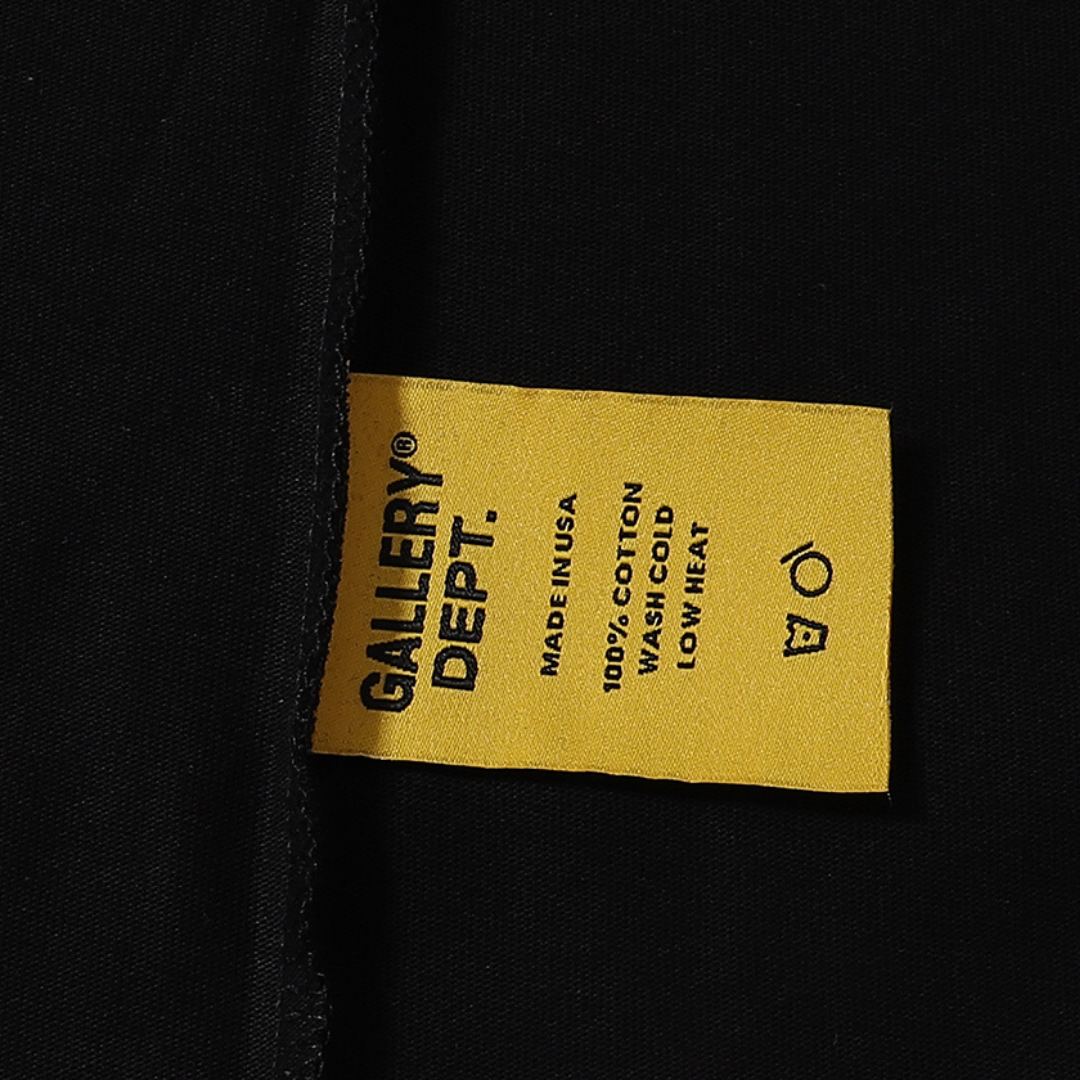 GALLERY®
DEPT.
MADE IN USA
100% COTTON
WASH COLD
LOW HEAT